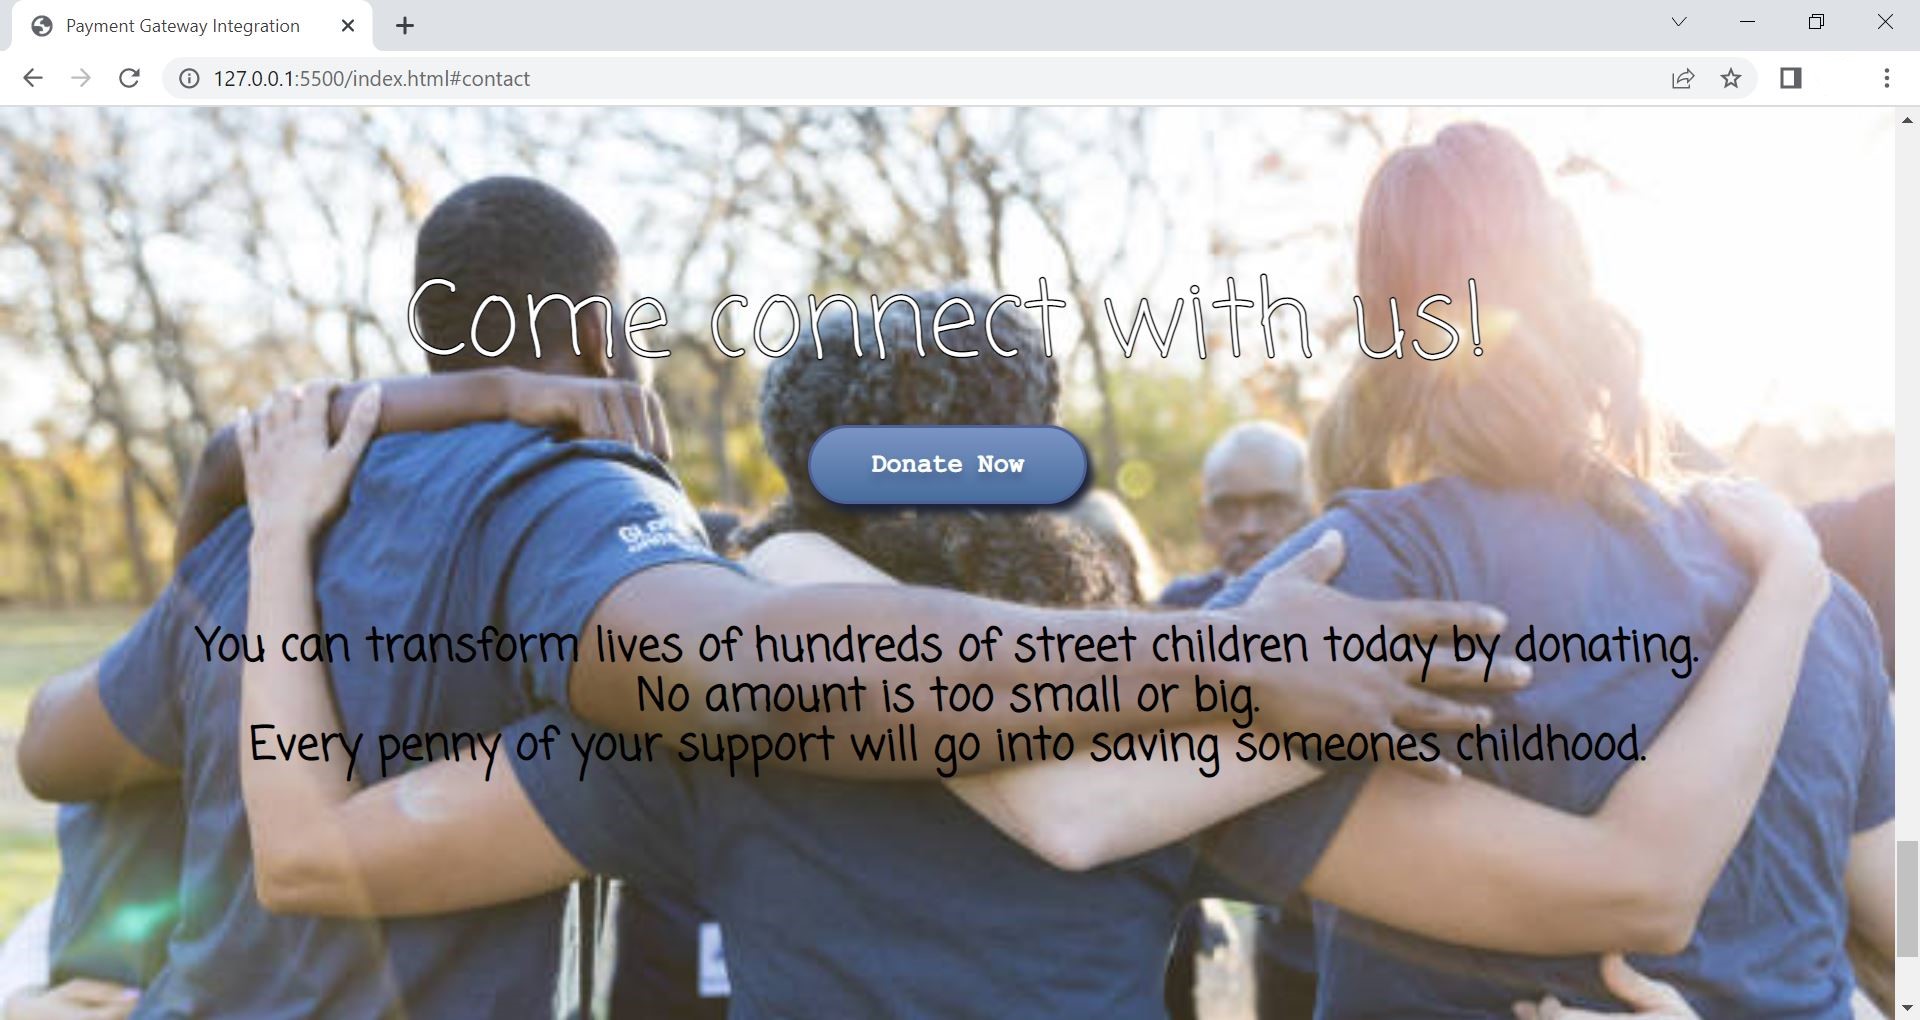 Payment Gateway Integration
127.0.0.1:5500/index.html#contact
Come connect with us!
Donate Now
You can transform lives of hundreds of street children today by donating.
No amount is too small or big.
Every penny of your support will go into saving someones childhood.